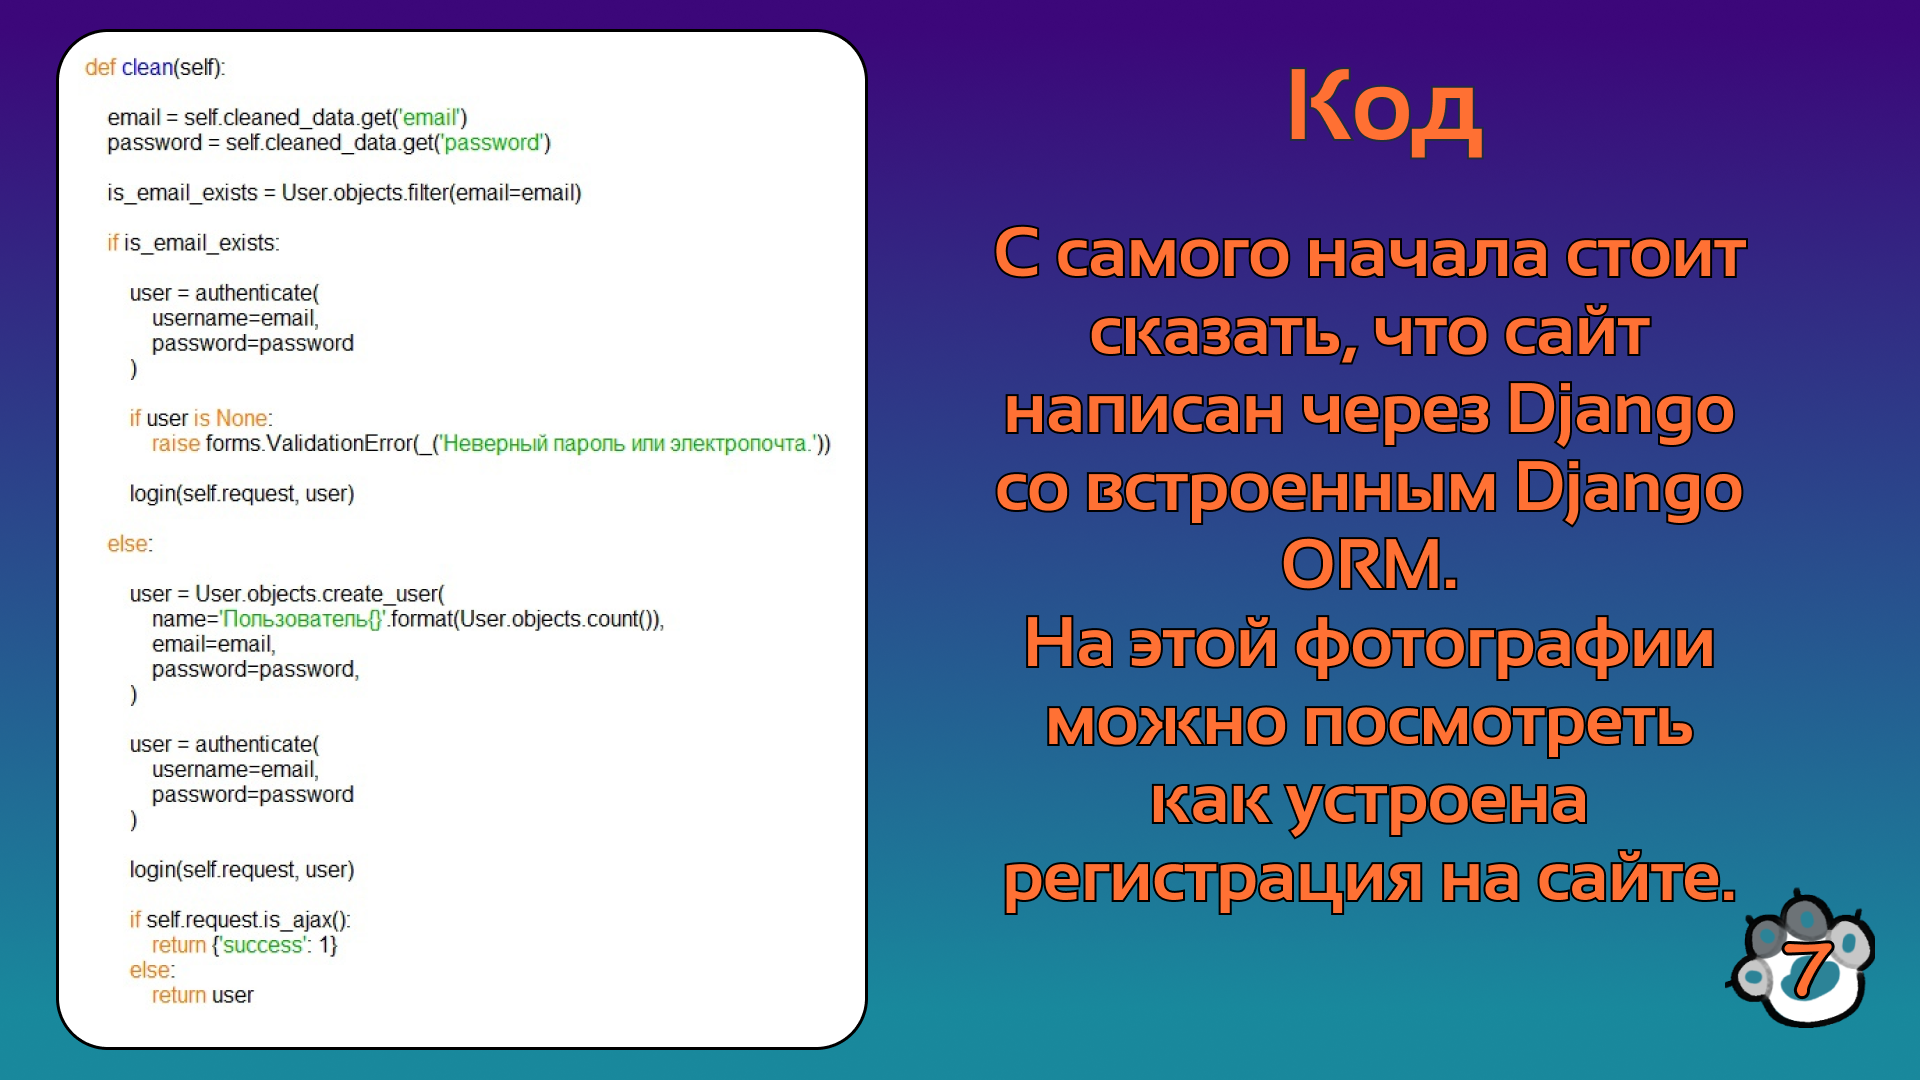 def clean(self):
email = self.cleaned_data.get('email')
password = self.cleaned_data.get('password')
is_email_exists = User.objects.filter(email=email)
if is_email_exists:
user = authenticate(
username=email,
password=password
)
if user is None:
raise forms.ValidationError(_('Неверный пароль или электропочта.'))
login(self.request, user)
else:
user = User.objects.create_user(
name='Пользователь{}'.format(User.objects.count()),
email=email,
password=password,
)
user = authenticate(
username=email,
password=password
)
login(self.request, user)
if self.request.is_ajax():
return {'success': 1}
else:
return user
Код
С самого начала стоит
сказать, что сайт
написан через Django
со встроенным Django
ORM.
На этой фотографии
можно посмотреть
как устроена
регистрация на сайте.
7